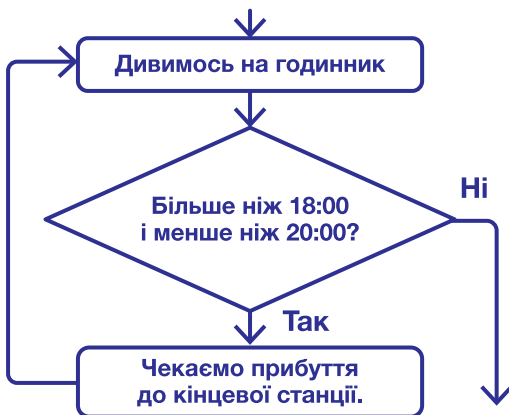 Дивимось на годинник
Більше ніж 18:00
і менше ніж 20:00?
Ні
Так
Чекаємо прибуття
до кінцевої станції.